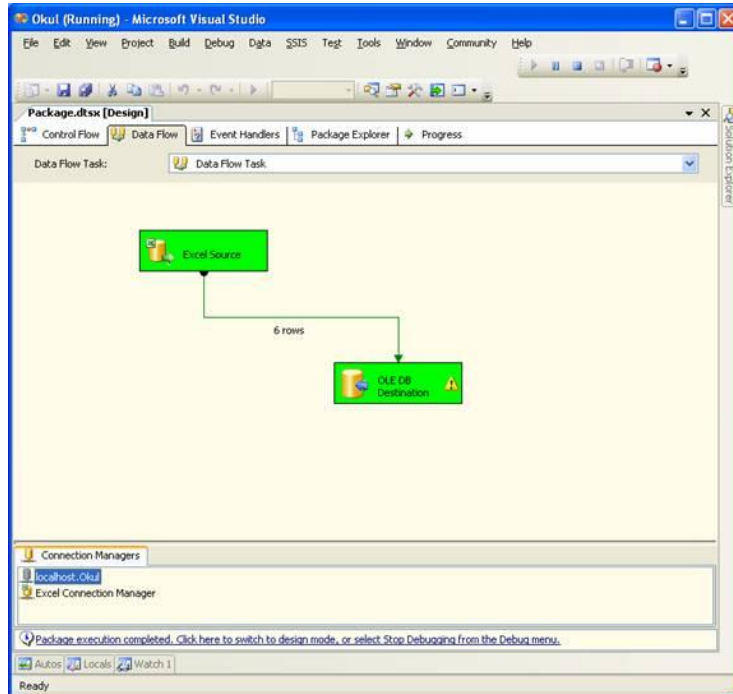 Okul (Running) - Microsoft Visual Studio
File Edit View Project Build Debug Data SSIS Test Tools Window Community Help
Package.dtsx [Design]
Control Flow Data Flow Event Handlers Package Explorer Progress
Data Flow Task: Data Flow Task
Excel Source
6 rows
OLE DB
Destination
Connection Managers
localhost.Okul
Excel Connection Manager
Package execution completed. Click here to switch to design mode, or select Stop Debugging from the Debug menu.
Autos Locals Watch 1
Ready
Solution Explorer